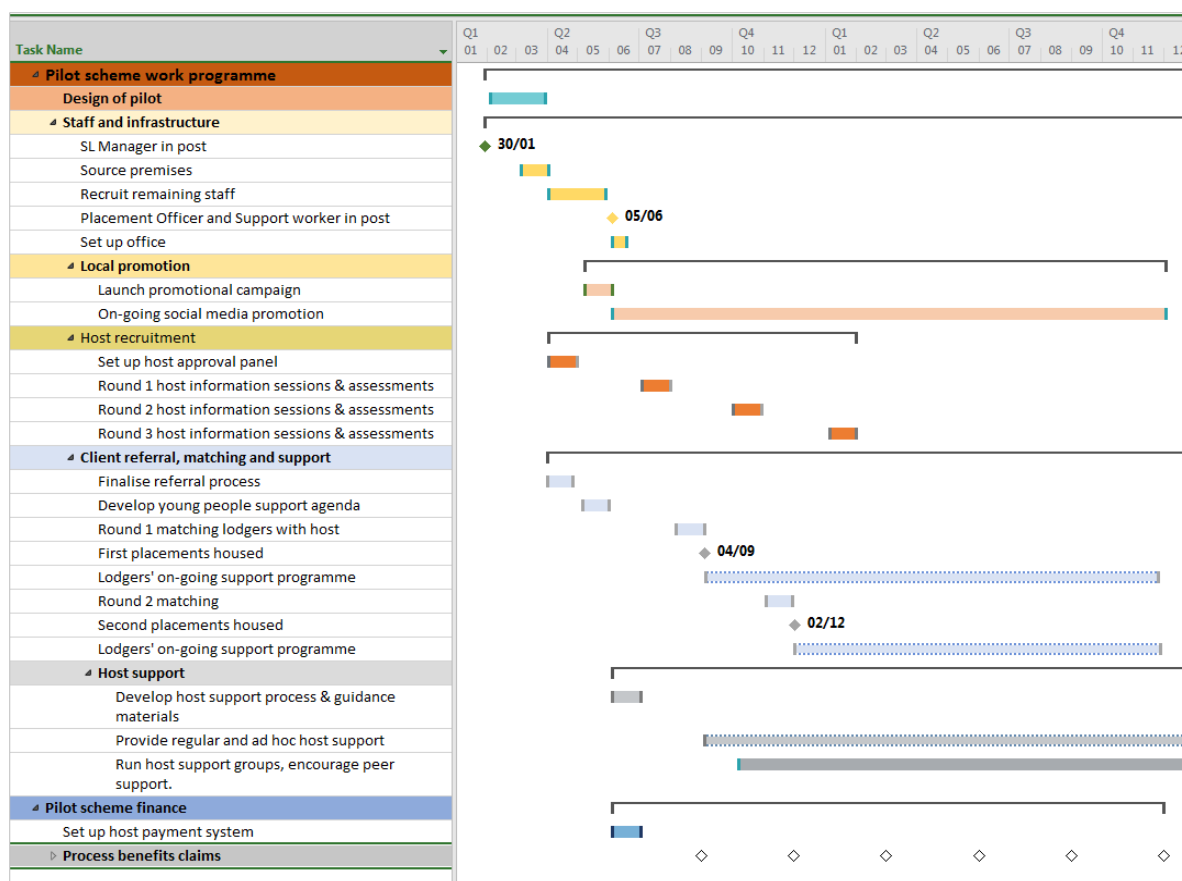 Q1 Q2 Q3 Q4 Q1 Q2 Q3 Q4
Task Name 01 02 03 04 05 06 07 08 09 10 11 12 01 02 03 04 05 06 07 08 09 10 11 12
Pilot scheme work programme
Design of pilot
Staff and infrastructure
SL Manager in post 30/01
Source premises
Recruit remaining staff
Placement Officer and Support worker in post 05/06
Set up office
Local promotion
Launch promotional campaign
On-going social media promotion
Host recruitment
Set up host approval panel
Round 1 host information sessions & assessments
Round 2 host information sessions & assessments
Round 3 host information sessions & assessments
Client referral, matching and support
Finalise referral process
Develop young people support agenda
Round 1 matching lodgers with host
First placements housed 04/09
Lodgers' on-going support programme
Round 2 matching
Second placements housed 02/12
Lodgers' on-going support programme
Host support
Develop host support process & guidance
materials
Provide regular and ad hoc host support
Run host support groups, encourage peer
support.
Pilot scheme finance
Set up host payment system
Process benefits claims